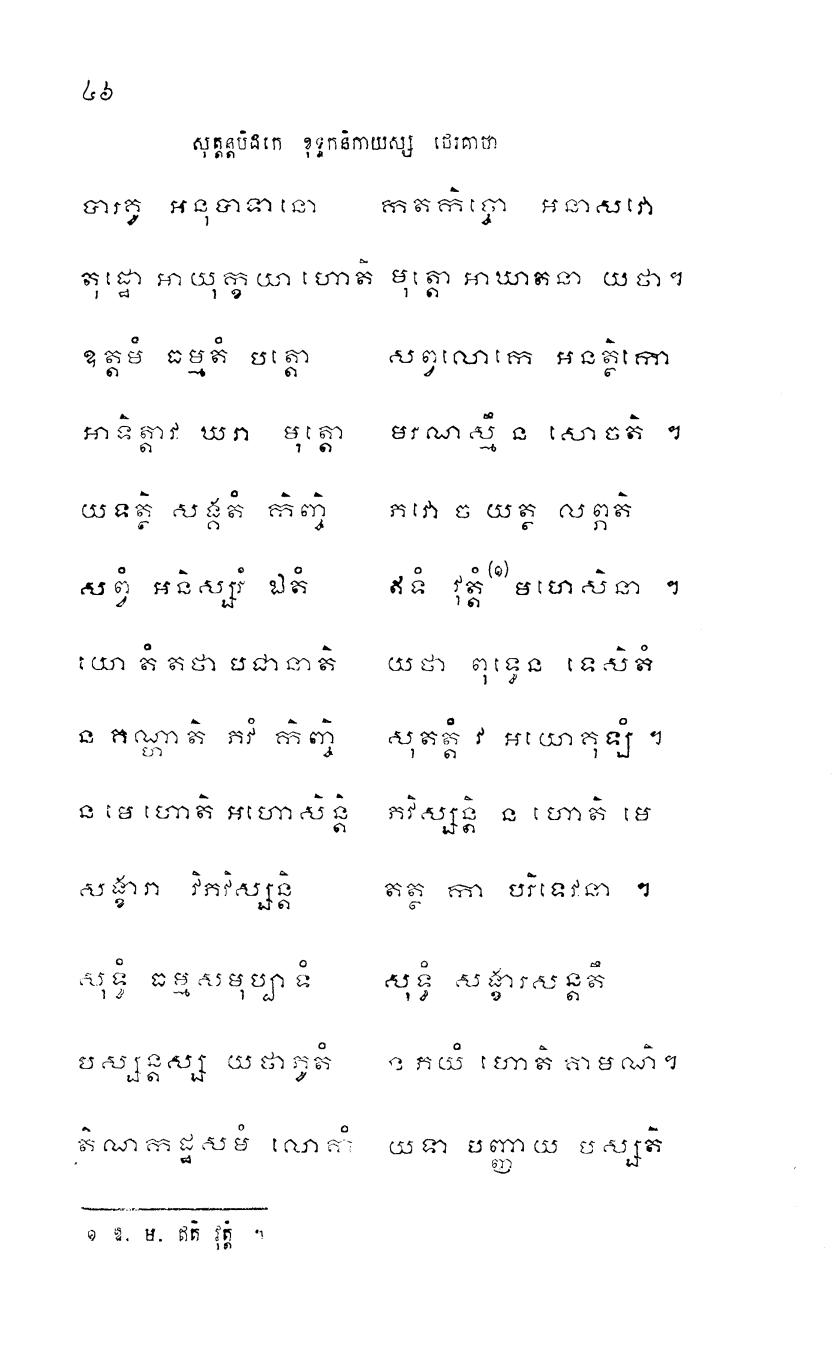 ៤៦
សុត្តន្តបិដកេ ខុទ្ទកនិកាយស្ស ថេរគាថា
បារគូ អនុបាទានោ កតកិច្ចោ អនាសវោ
តុដ្ឋោ អាយុក្ខយា ហោតិ មុត្តោ អាឃាតនា យថា។
ឧត្តមំ ធម្មតំ បត្តោ សព្វលោកេ អនត្ថិកោ
អាទិត្តាវ ឃរា មុត្តោ មរណាស្មឹ ន សោចតិ ។
យទត្ថិ សង្គតំ កិញ្ចិ ភវោ ច យត្ថ លព្ភតិ
សព្វំ អនិស្សរំ ឯតំ ឥទំ វុត្តំ(១) មហេសិនា ។
យោ តំ តថា បជានាតិ យថា ពុទ្ធេន ទេសិតំ
ន គណ្ហាតិ ភវំ កិញ្ចិ សុតត្តំ វ អយោគុឡំ ។
ន មេ ហោតិ អហោសិន្តិ ភវិស្សន្តិ ន ហោតិ មេ
សង្ខារា វិភវិស្សន្តិ តត្ថ កា បរិទេវនា ។
សុទ្ធំ ធម្មសមុប្បាទំ សុទ្ធំ សង្ខារសន្តតឹ
បស្សន្តស្ស យថាភូតំ ន ភយំ ហោតិ គាមណិ។
តិណកដ្ឋសមំ លោកំ យទា បញ្ញាយ បស្សតិ
១ ឱ. ម. ឥតិ វុត្តំ ។